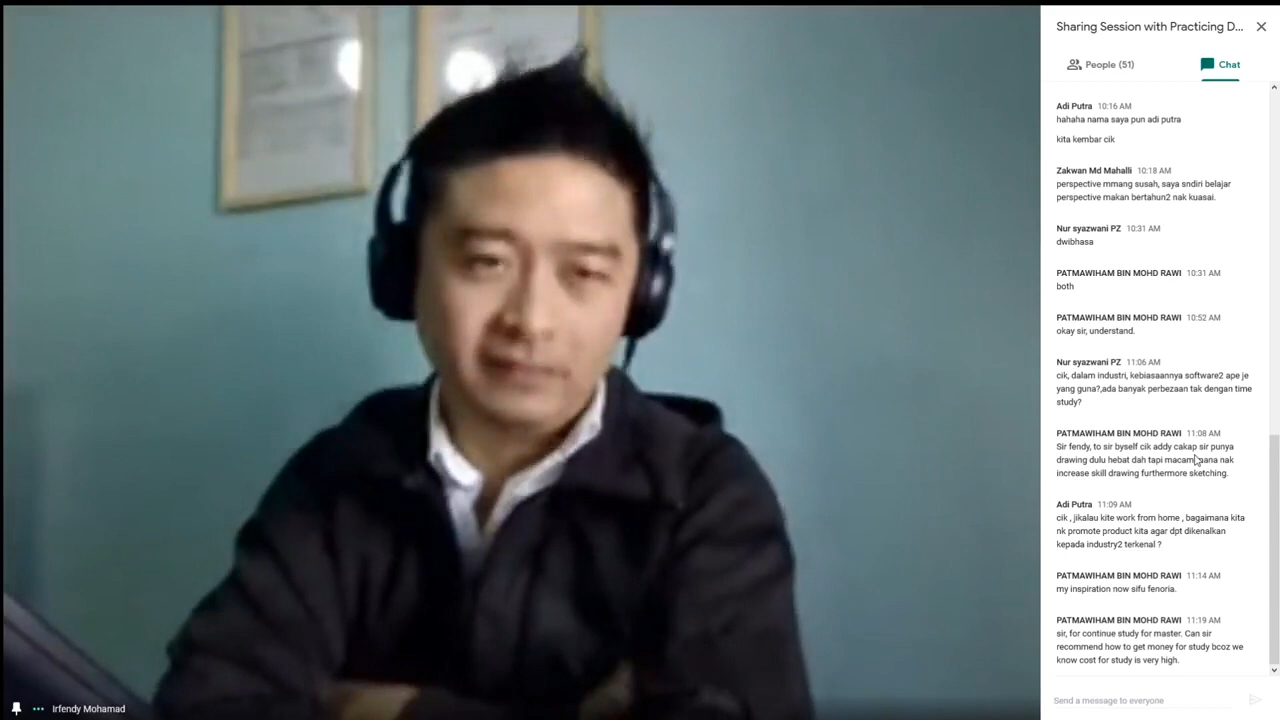 Sharing Session with Practicing D...
People (51)
Chat
Adi Putra 10:16 AM
hahaha nama saya pun adi putra
kita kembar cik
Zakwan Md Mahalli 10:18 AM
perspective mmang susah, saya sndiri belajar
perspective makan bertahun2 nak kuasai.
Nur syazwani PZ 10:31 AM
dwibhasa
PATMAWIHAM BIN MOHD RAWI 10:31 AM
both
PATMAWIHAM BIN MOHD RAWI 10:52 AM
okay sir, understand.
Nur syazwani PZ 11:06 AM
cik, dalam industri, kebiasaannya software2 ape je
yang guna?,ada banyak perbezaan tak dengan time
study?
PATMAWIHAM BIN MOHD RAWI 11:08 AM
Sir fendy, to sir byself cik addy cakap sir punya
drawing dulu hebat dah tapi macam mana nak
increase skill drawing furthermore sketching.
Adi Putra 11:09 AM
cik , jikalau kite work from home , bagaimana kita
nk promote product kita agar dpt dikenalkan
kepada industry2 terkenal ?
PATMAWIHAM BIN MOHD RAWI 11:14 AM
my inspiration now sifu fenoria.
PATMAWIHAM BIN MOHD RAWI 11:19 AM
sir, for continue study for master. Can sir
recommend how to get money for study bcoz we
know cost for study is very high.
Send a message to everyone
Irfendy Mohamad